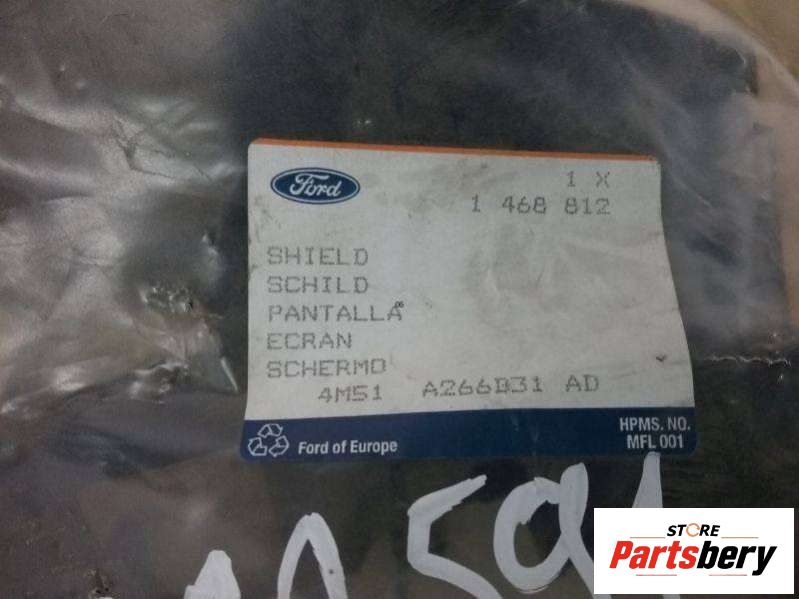 Ford
1 X
1 468 812
SHIELD
SCHILD
PANTALLA
ECRAN
SCHERMO
4M51 A266B31 AD
Ford of Europe
HPMS. NO.
MFL 001
STORE
Partsbery